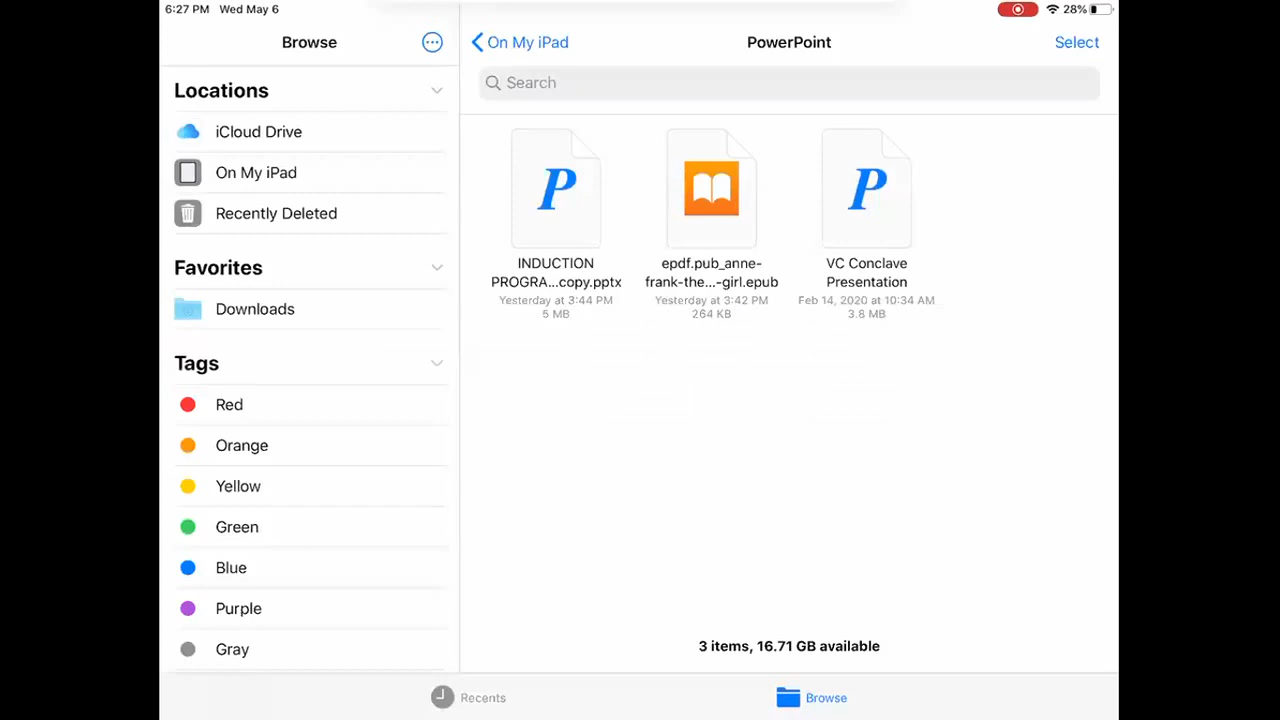 6:27 PM Wed May 6
28%
Browse
Locations
iCloud Drive
On My iPad
Recently Deleted
Favorites
Downloads
Tags
Red
Orange
Yellow
Green
Blue
Purple
Gray
On My iPad
PowerPoint
Select
Search
P
INDUCTION
PROGRA...copy.pptx
Yesterday at 3:44 PM
5 MB
epdf.pub_anne-
frank-the...-girl.epub
Yesterday at 3:42 PM
264 KB
P
VC Conclave
Presentation
Feb 14, 2020 at 10:34 AM
3.8 MB
3 items, 16.71 GB available
Recents
Browse